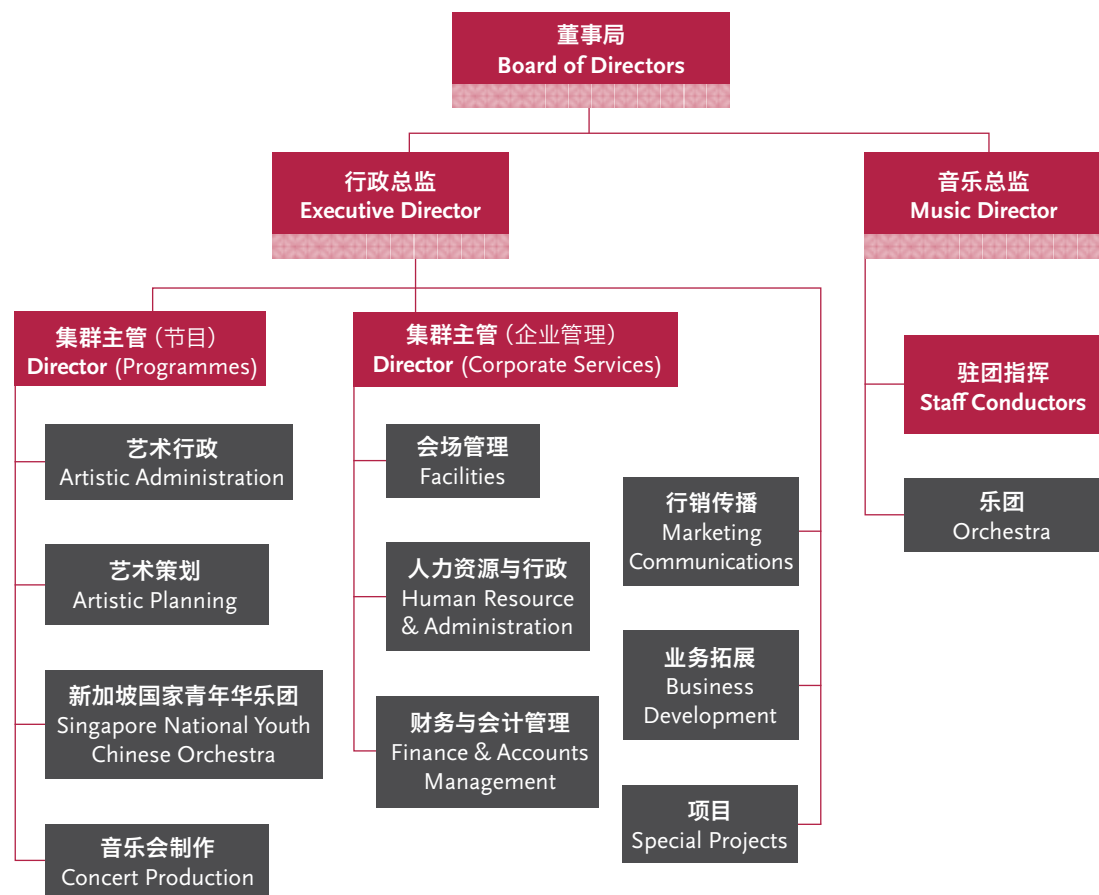 董事局
Board of Directors
行政总监
Executive Director
音乐总监
Music Director
集群主管（节目）
Director (Programmes)
艺术行政
Artistic Administration
艺术策划
Artistic Planning
新加坡国家青年华乐团
Singapore National Youth
Chinese Orchestra
音乐会制作
Concert Production
集群主管（企业管理）
Director (Corporate Services)
会场管理
Facilities
人力资源与行政
Human Resource
& Administration
财务与会计管理
Finance & Accounts
Management
行销传播
Marketing
Communications
业务拓展
Business
Development
项目
Special Projects
驻团指挥
Staff Conductors
乐团
Orchestra